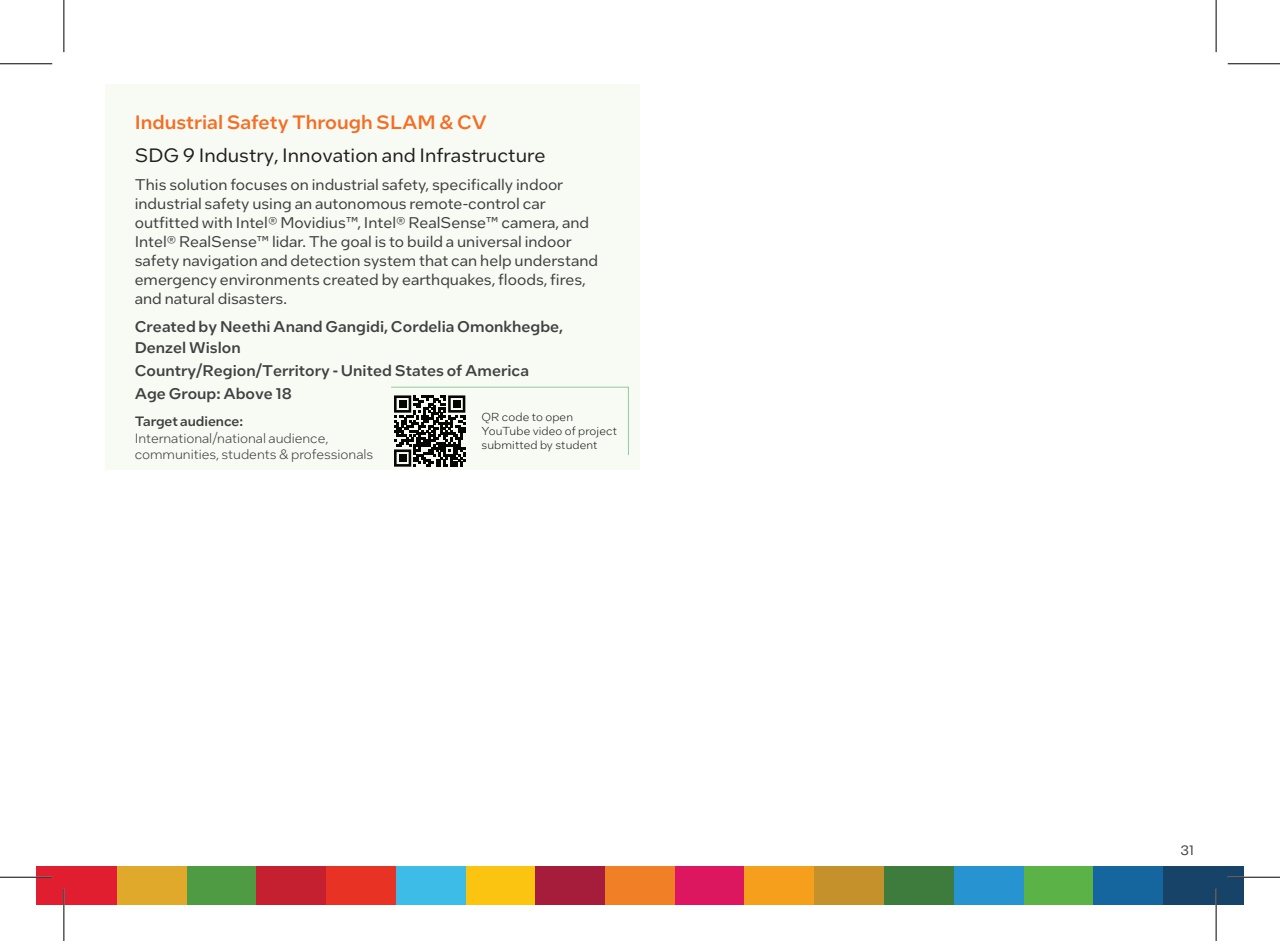 Industrial Safety Through SLAM & CV
SDG 9 Industry, Innovation and Infrastructure
This solution focuses on industrial safety, specifically indoor
industrial safety using an autonomous remote-control car
outfitted with Intel® Movidius™, Intel® RealSense™ camera, and
Intel® RealSense™ lidar. The goal is to build a universal indoor
safety navigation and detection system that can help understand
emergency environments created by earthquakes, floods, fires,
and natural disasters.
Created by Neethi Anand Gangidi, Cordelia Omonkhegbe,
Denzel Wislon
Country/Region/Territory - United States of America
Age Group: Above 18
Target audience:
International/national audience,
communities, students & professionals
QR code to open
YouTube video of project
submitted by student
31